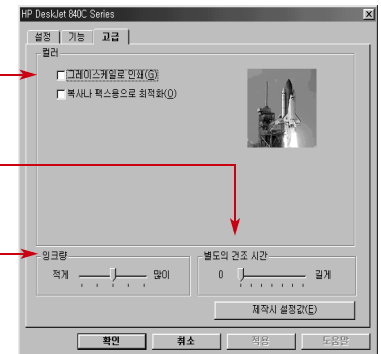 HP DeskJet 840C Series
설정 기능 고급
컬러
그레이스케일로 인쇄(G)
복사나 팩스용으로 최적화(O)
잉크량
적게 많이
별도의 건조 시간
0 길게
제작시 설정값(E)
확인 취소 적용 도움말